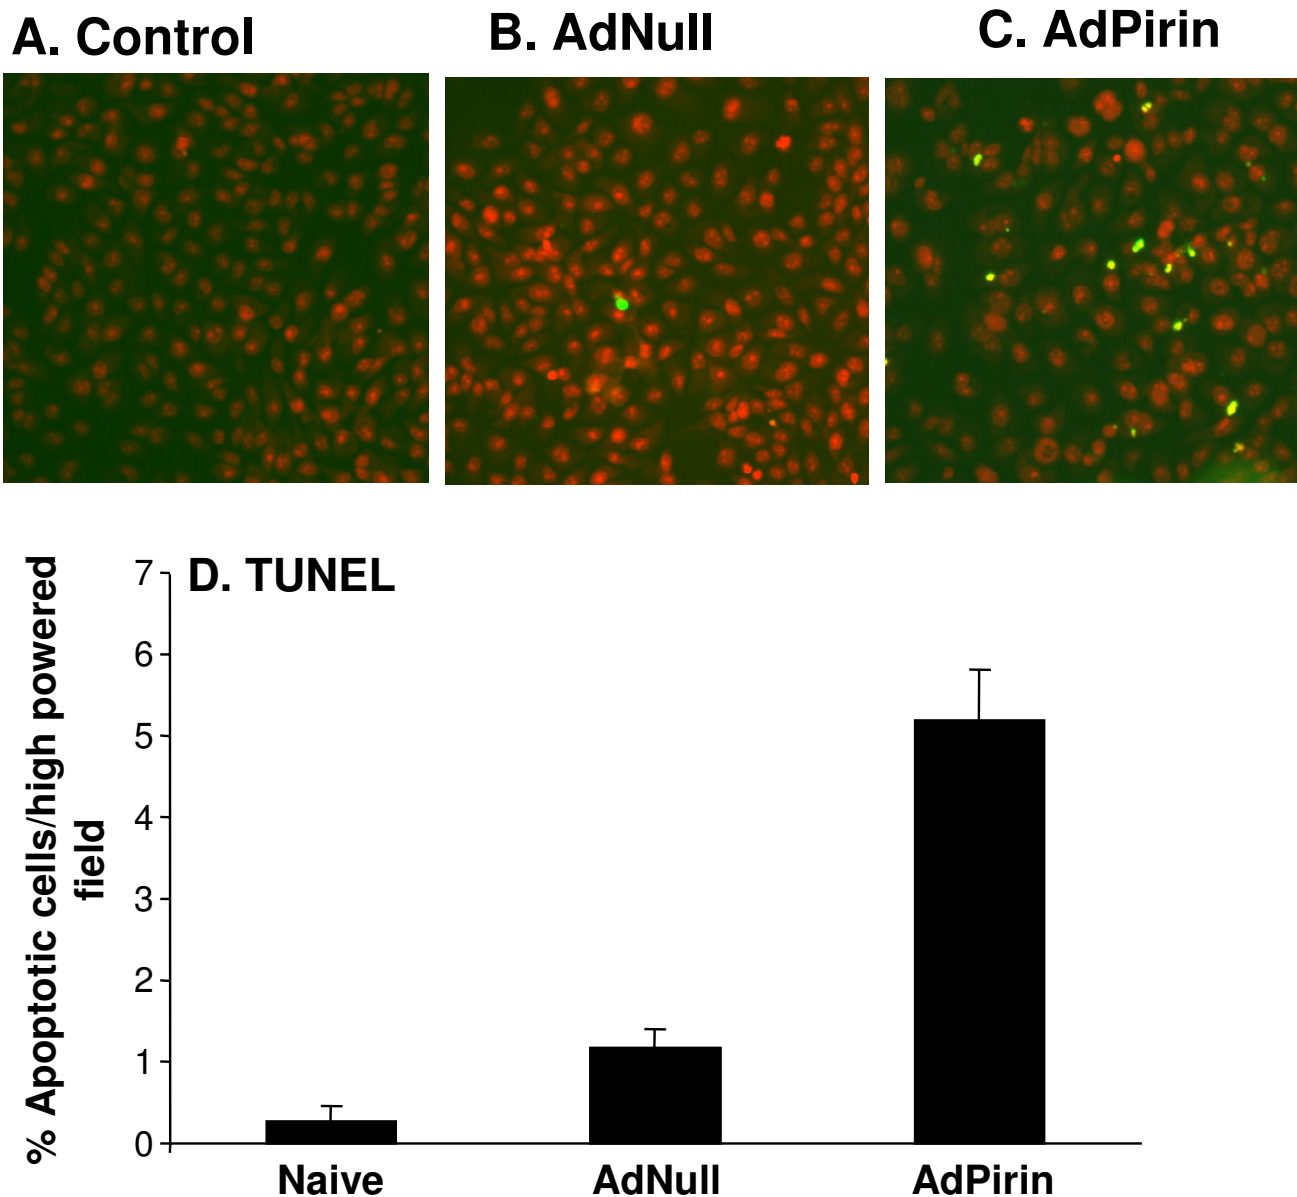 A. Control
B. AdNull
C. AdPirin
D. TUNEL
% Apoptotic cells/high powered
field
7
6
5
4
3
2
1
0
Naive
AdNull
AdPirin